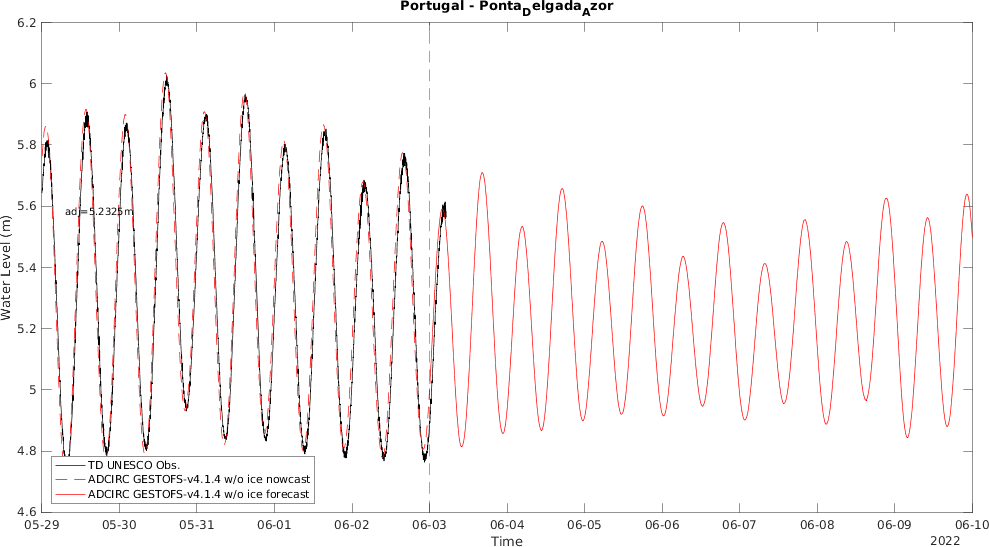 Portugal - PontaDelgadaAzor
6.2
6
5.8
5.6
5.4
5.2
5
4.8
4.6
Water Level (m)
adj=5.2325m
TD UNESCO Obs.
ADCIRC GESTOFS-v4.1.4 w/o ice nowcast
ADCIRC GESTOFS-v4.1.4 w/o ice forecast
05-29 05-30 05-31 06-01 06-02 06-03 06-04 06-05 06-06 06-07 06-08 06-09 06-10
Time
2022